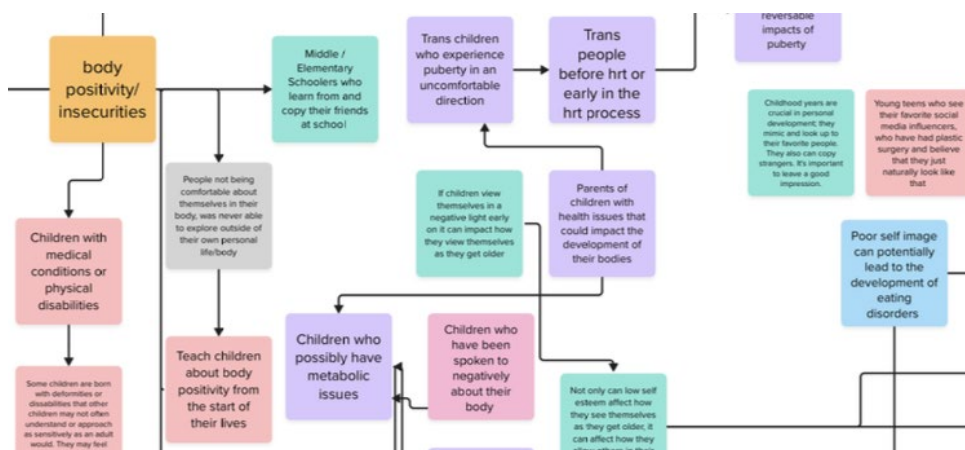 body
positivity/
insecurities
Middle /
Elementary
Schoolers who
learn from and
copy their friends
at school
Trans children
who experience
puberty in an
uncomfortable
direction
Trans
people before hrt or
early in the
hrt process
reversable
impacts of
puberty
Childhood years are
crucial in personal
development; they
mimic and look up to
their favorite people.
They also can copy
strangers. It's important
to leave a good
impression.
Young teens who see
their favorite social
media influencers,
who have had plastic
surgery and believe
that they just
naturally look like
that
People not being
comfortable about
themselves in their
body, was never able
to explore outside of
their own personal
life/body
If children view
themselves in a
negative light early
on it can impact how
they view themselves
as they get older
Parents of
children with
health issues that
could impact the
development of
their bodies
Children with
medical
conditions or
physical
disabilities
Poor self image
can potentially
lead to the
development of
eating
disorders
Teach children
about body
positivity from
the start of
their lives
Children who
possibly have
metabolic
issues
Children who
have been
spoken to
negatively
about their
body
Some children are born
with deformities or
dissabilities that other
children may not often
understand or approach
as sensitively as an adult
would. They may feel
Not only can low self
esteem affect how
they see themselves
as they get older, it
can affect how they
allow others in their